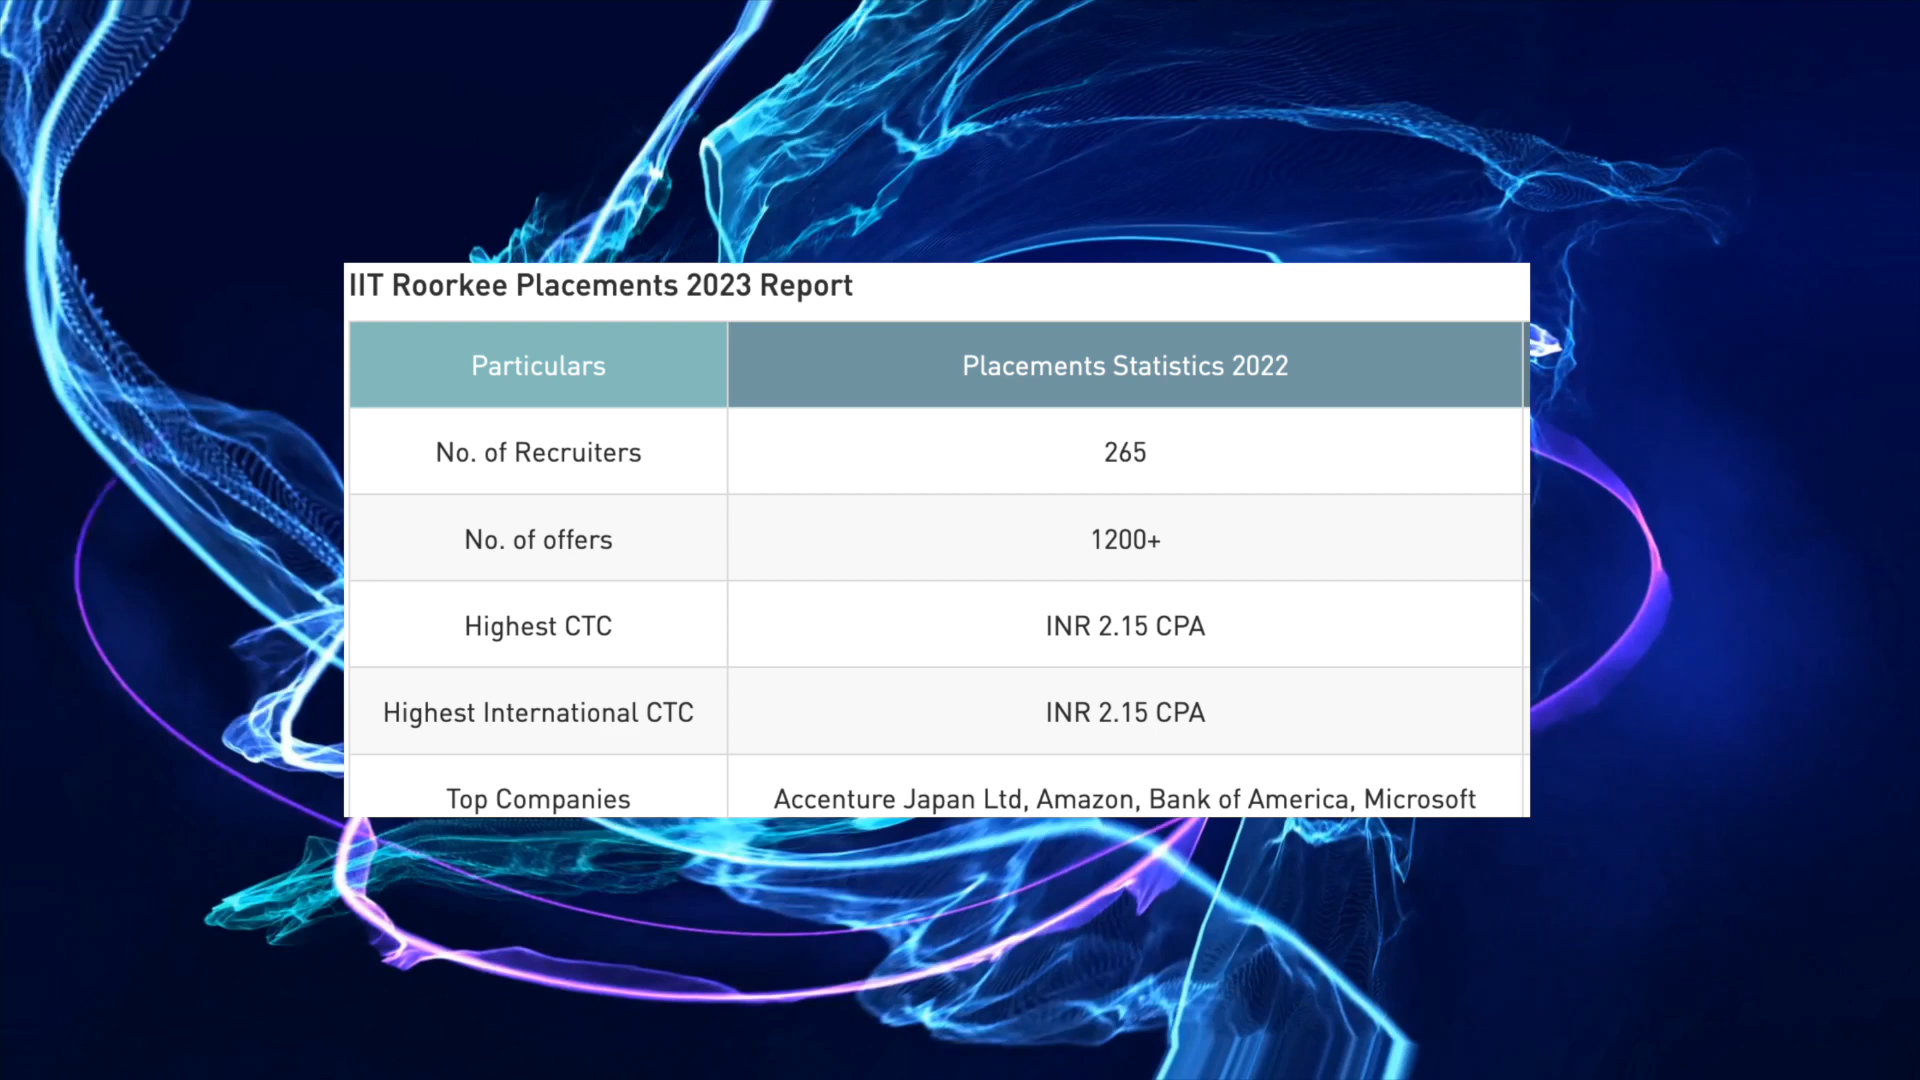 IIT Roorkee Placements 2023 Report
Particulars Placements Statistics 2022
No. of Recruiters 265
No. of offers 1200+
Highest CTC INR 2.15 CPA
Highest International CTC INR 2.15 CPA
Top Companies Accenture Japan Ltd, Amazon, Bank of America, Microsoft